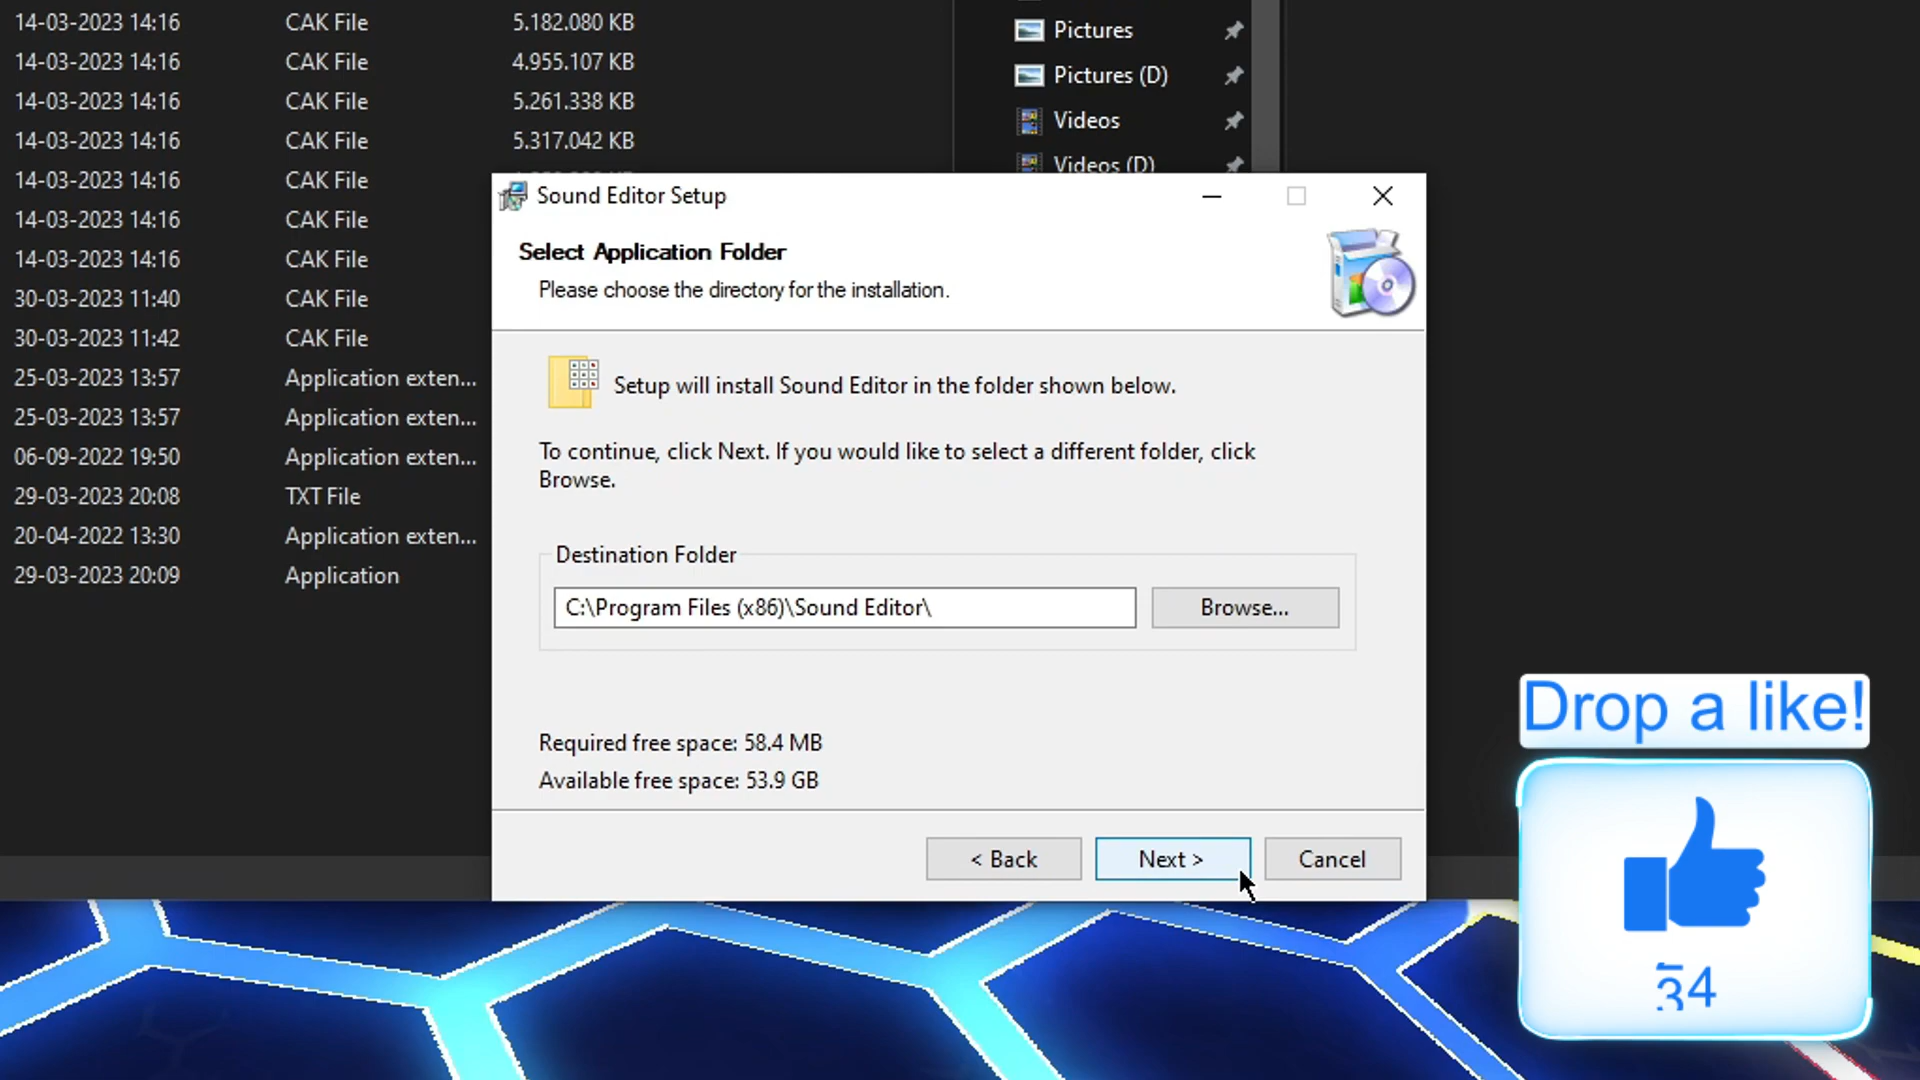 14-03-2023 14:16 CAK File 5.182.080 KB
14-03-2023 14:16 CAK File 4.955.107 KB
14-03-2023 14:16 CAK File 5.261.338 KB
14-03-2023 14:16 CAK File 5.317.042 KB
14-03-2023 14:16 CAK File
14-03-2023 14:16 CAK File
14-03-2023 14:16 CAK File
30-03-2023 11:40 CAK File
30-03-2023 11:42 CAK File
25-03-2023 13:57 Application exten...
25-03-2023 13:57 Application exten...
06-09-2022 19:50 Application exten...
29-03-2023 20:08 TXT File
20-04-2022 13:30 Application exten...
29-03-2023 20:09 Application
Pictures
Pictures (D)
Videos
Videos (D)
Sound Editor Setup
Select Application Folder
Please choose the directory for the installation.
Setup will install Sound Editor in the folder shown below.
To continue, click Next. If you would like to select a different folder, click
Browse.
Destination Folder
C:\Program Files (x86)\Sound Editor\
Browse...
Required free space: 58.4 MB
Available free space: 53.9 GB
< Back
Next >
Cancel
Drop a like!